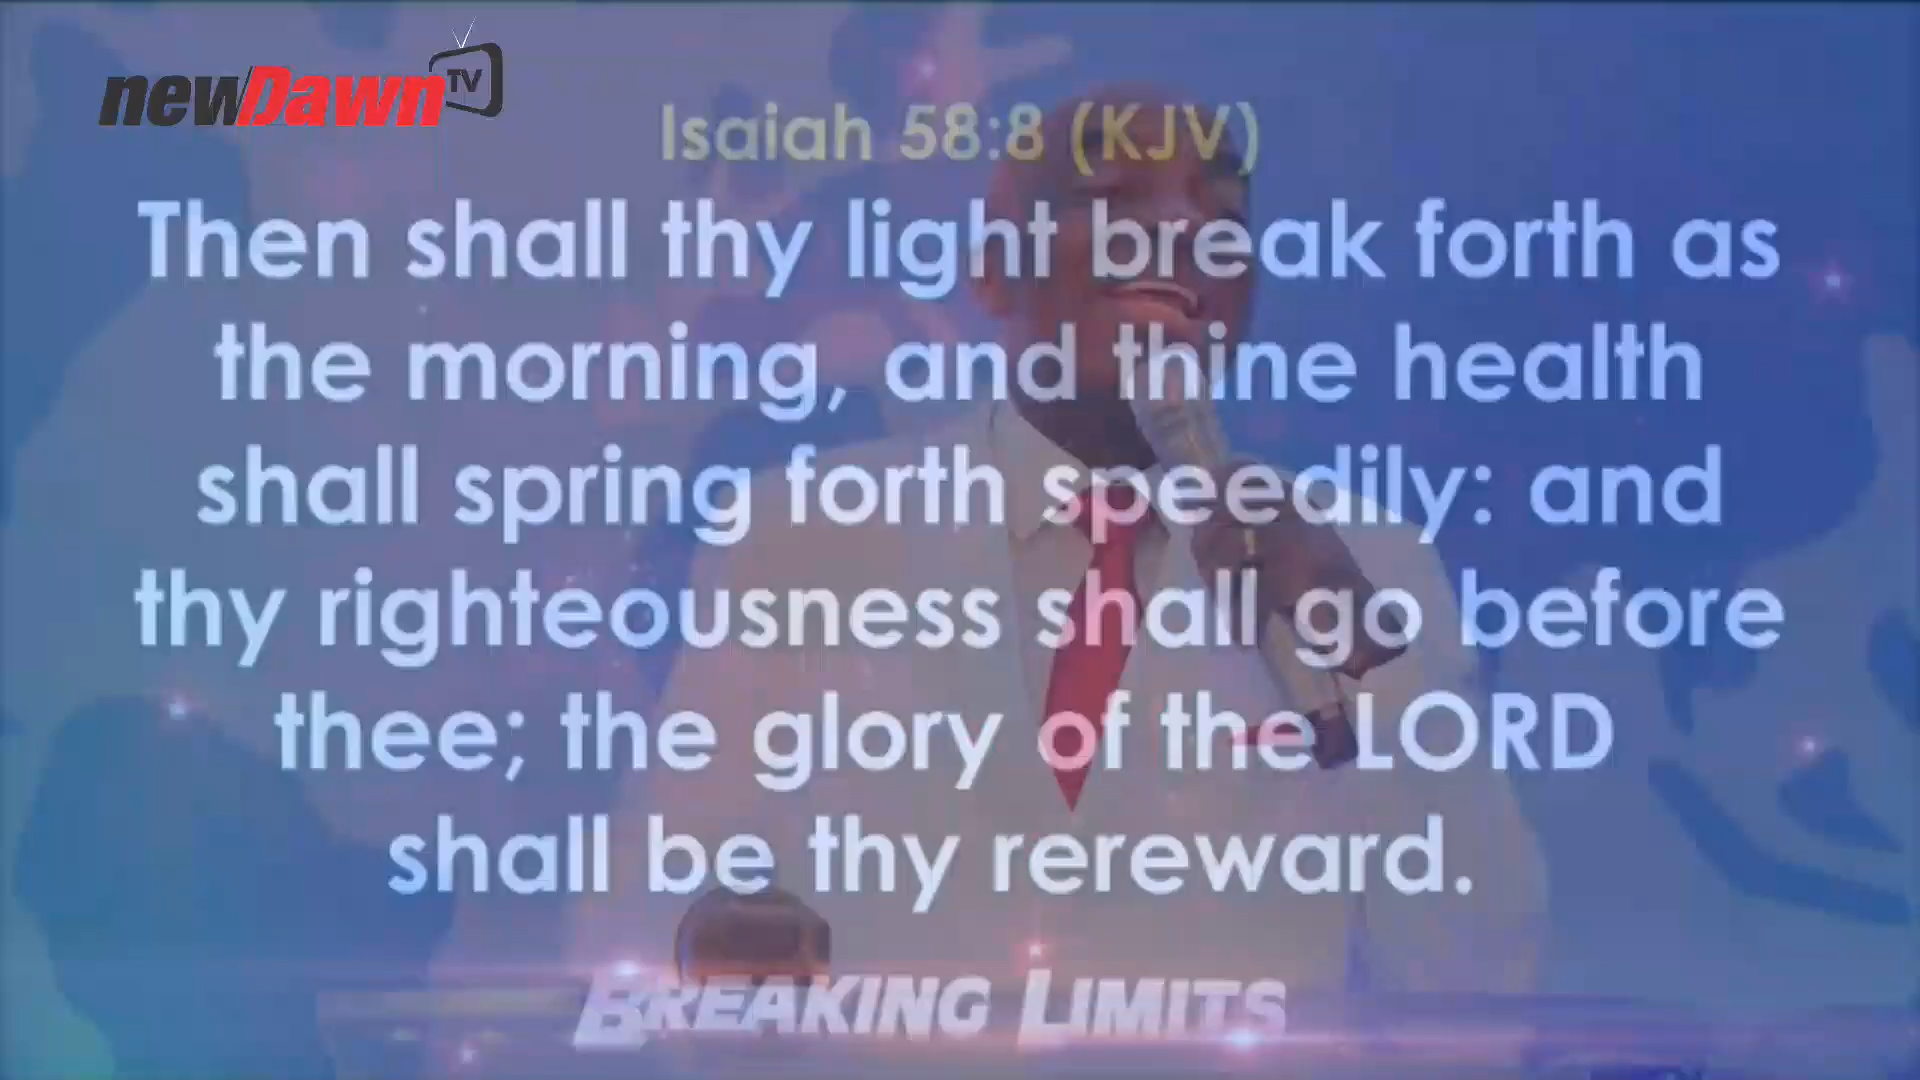 newDawn TV
Isaiah 58:8 (KJV)
Then shall thy light break forth as
the morning, and thine health
shall spring forth speedily: and
thy righteousness shall go before
thee; the glory of the LORD
shall be thy rereward.
BREAKING LIMITS